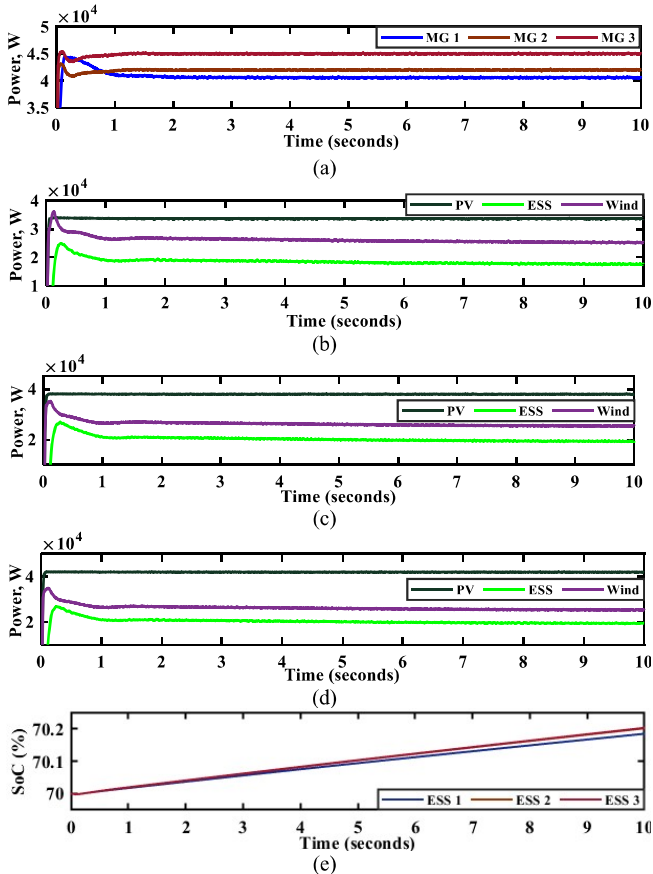 ×10⁴
Power, W
5
4.5
4
3.5
MG 1 MG 2 MG 3
0 1 2 3 4 5 6 7 8 9 10
Time (seconds)
(a)
×10⁴
Power, W
4
3
2
1
PV ESS Wind
0 1 2 3 4 5 6 7 8 9 10
Time (seconds)
(b)
×10⁴
Power, W
4
2
PV ESS Wind
0 1 2 3 4 5 6 7 8 9 10
Time (seconds)
(c)
×10⁴
Power, W
4
2
PV ESS Wind
0 1 2 3 4 5 6 7 8 9 10
Time (seconds)
(d)
SoC (%)
70.2
70.1
70
ESS 1 ESS 2 ESS 3
0 1 2 3 4 5 6 7 8 9 10
Time (seconds)
(e)